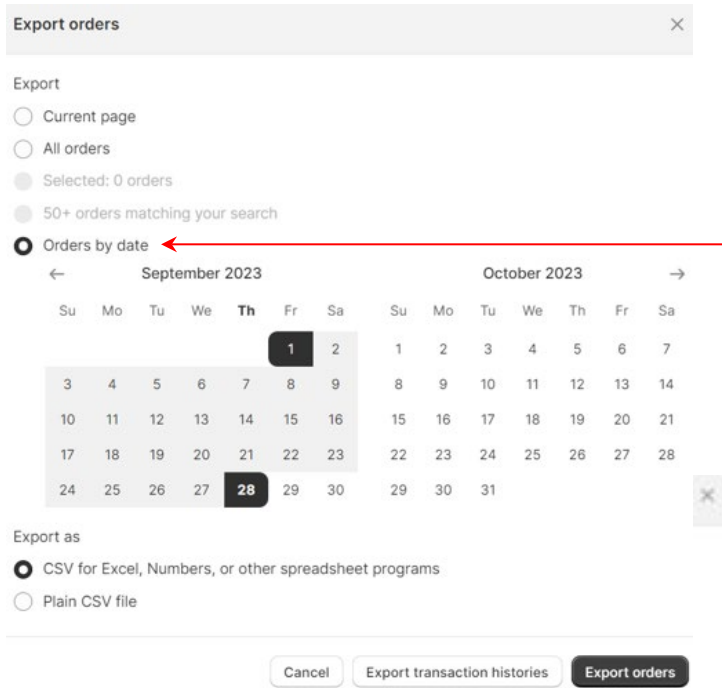 Export orders
Export
Current page
All orders
Selected: 0 orders
50+ orders matching your search
Orders by date
September 2023 October 2023
Su Mo Tu We Th Fr Sa Su Mo Tu We Th Fr Sa
1 2 1 2 3 4 5 6 7
3 4 5 6 7 8 9 8 9 10 11 12 13 14
10 11 12 13 14 15 16 15 16 17 18 19 20 21
17 18 19 20 21 22 23 22 23 24 25 26 27 28
24 25 26 27 28 29 30 29 30 31
Export as
CSV for Excel, Numbers, or other spreadsheet programs
Plain CSV file
Cancel Export transaction histories Export orders